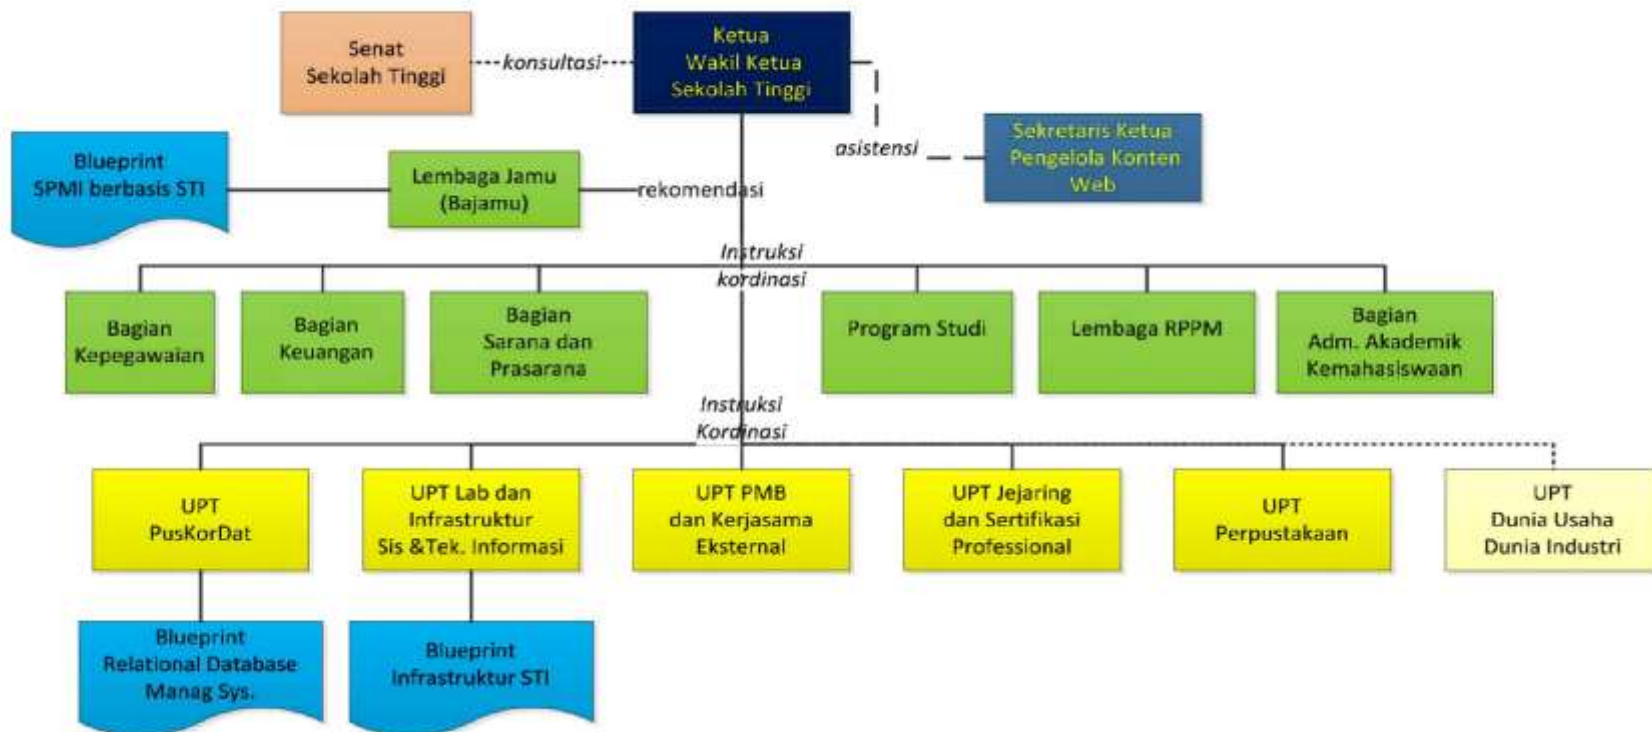 Senat
Sekolah Tinggi
konsultasi
Ketua
Wakil Ketua
Sekolah Tinggi
asistensi
Sekretaris Ketua
Pengelola Konten
Web
Blueprint
SPMI berbasis STI
Lembaga Jamu
(Bajamu)
rekomendasi
Instruksi
kordinasi
Bagian
Kepegawaian
Bagian
Keuangan
Bagian
Sarana dan
Prasarana
Program Studi
Lembaga RPPM
Bagian
Adm. Akademik
Kemahasiswaan
Instruksi
Kordinasi
UPT
PusKorDat
UPT Lab dan
Infrastruktur
Sis &Tek. Informasi
UPT PMB
dan Kerjasama
Eksternal
UPT Jejaring
dan Sertifikasi
Professional
UPT
Perpustakaan
UPT
Dunia Usaha
Dunia Industri
Blueprint
Relational Database
Manag Sys.
Blueprint
Infrastruktur STI